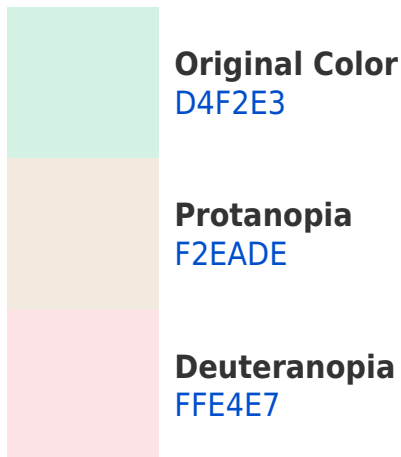 Original Color
D4F2E3
Protanopia
F2EADE
Deuteranopia
FFE4E7